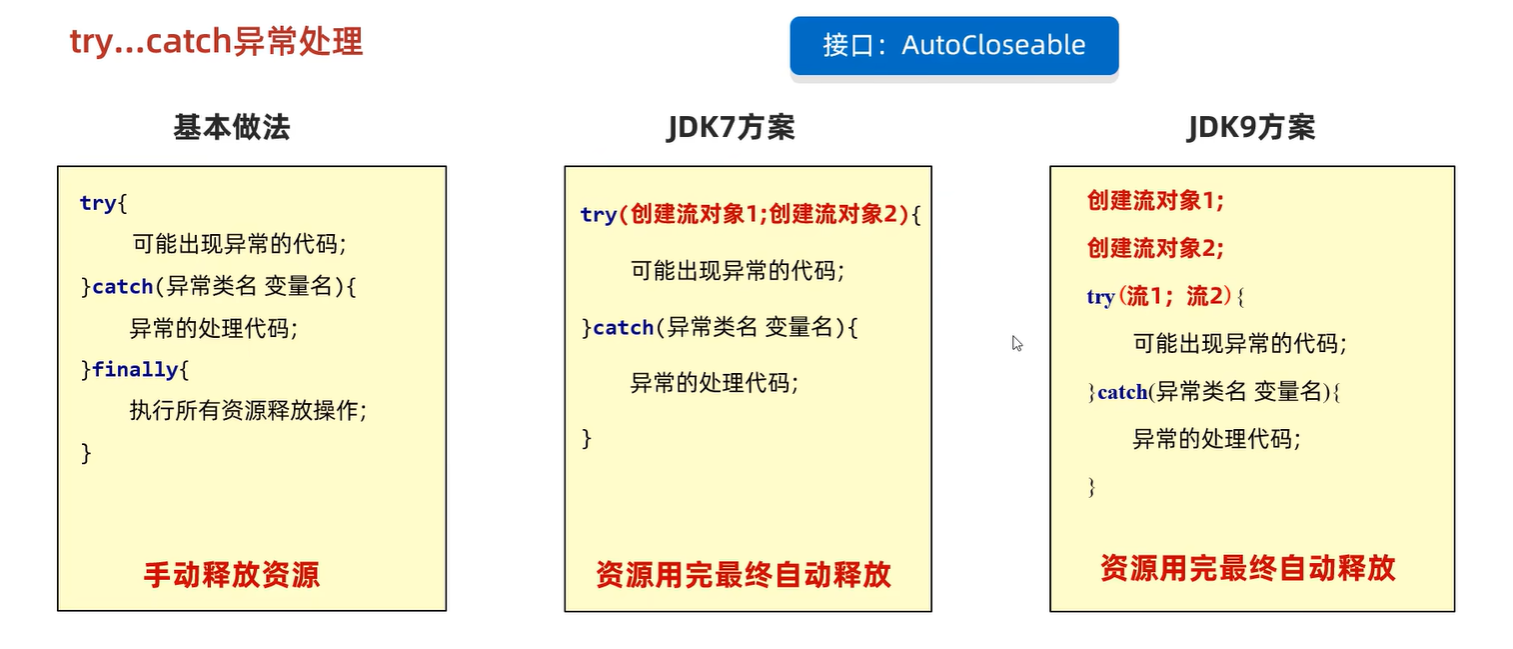 try...catch异常处理
接口：AutoCloseable
基本做法
try{
可能出现异常的代码;
}catch(异常类名 变量名){
异常的处理代码;
}finally{
执行所有资源释放操作;
}
手动释放资源
JDK7方案
try(创建流对象1;创建流对象2){
可能出现异常的代码;
}catch(异常类名 变量名){
异常的处理代码;
}
资源用完最终自动释放
JDK9方案
创建流对象1;
创建流对象2;
try(流1；流2){
可能出现异常的代码;
}catch(异常类名 变量名){
异常的处理代码;
}
资源用完最终自动释放